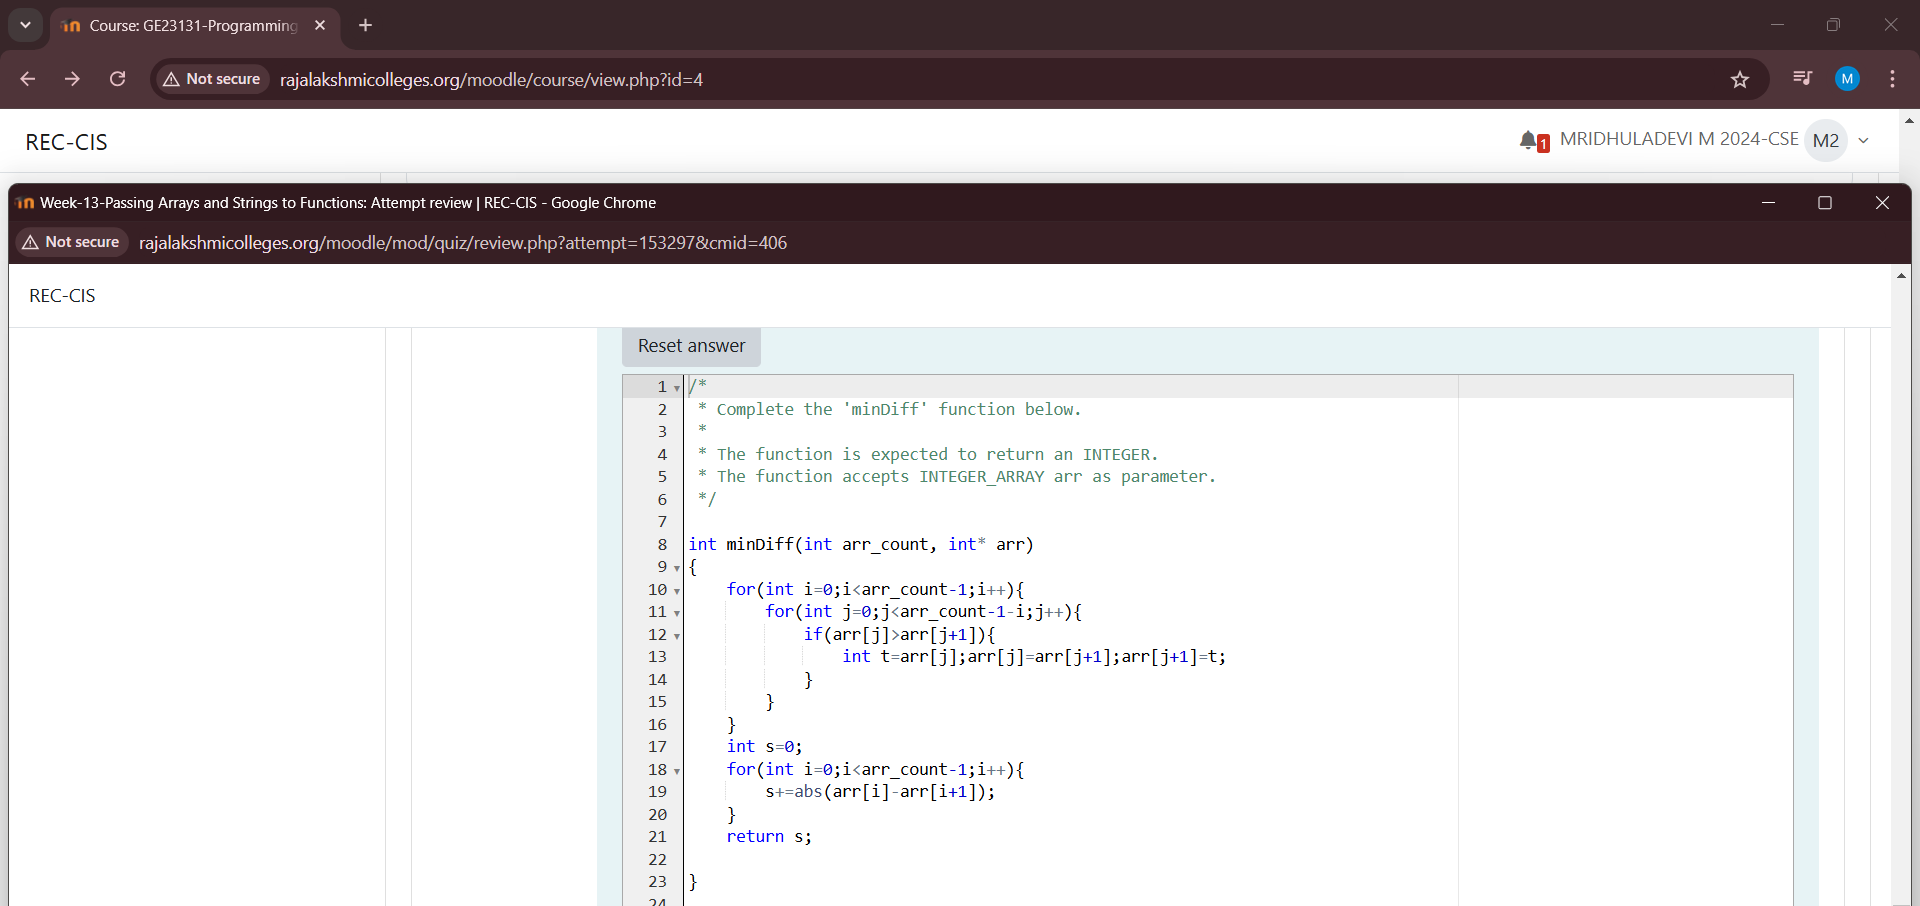 Course: GE23131-Programming
Not secure
rajalakshmicolleges.org/moodle/course/view.php?id=4
M
REC-CIS
1
MRIDHULADEVI M 2024-CSE
M2
Week-13-Passing Arrays and Strings to Functions: Attempt review | REC-CIS - Google Chrome
Not secure
rajalakshmicolleges.org/moodle/mod/quiz/review.php?attempt=153297&cmid=406
REC-CIS
Reset answer
1 /*
2 * Complete the 'minDiff' function below.
3 *
4 * The function is expected to return an INTEGER.
5 * The function accepts INTEGER_ARRAY arr as parameter.
6 */
7
8 int minDiff(int arr_count, int* arr)
9 {
10 for(int i=0;i<arr_count-1;i++){
11 for(int j=0;j<arr_count-1-i;j++){
12 if(arr[j]>arr[j+1]){
13 int t=arr[j];arr[j]=arr[j+1];arr[j+1]=t;
14 }
15 }
16 }
17 int s=0;
18 for(int i=0;i<arr_count-1;i++){
19 s+=abs(arr[i]-arr[i+1]);
20 }
21 return s;
22
23 }
24